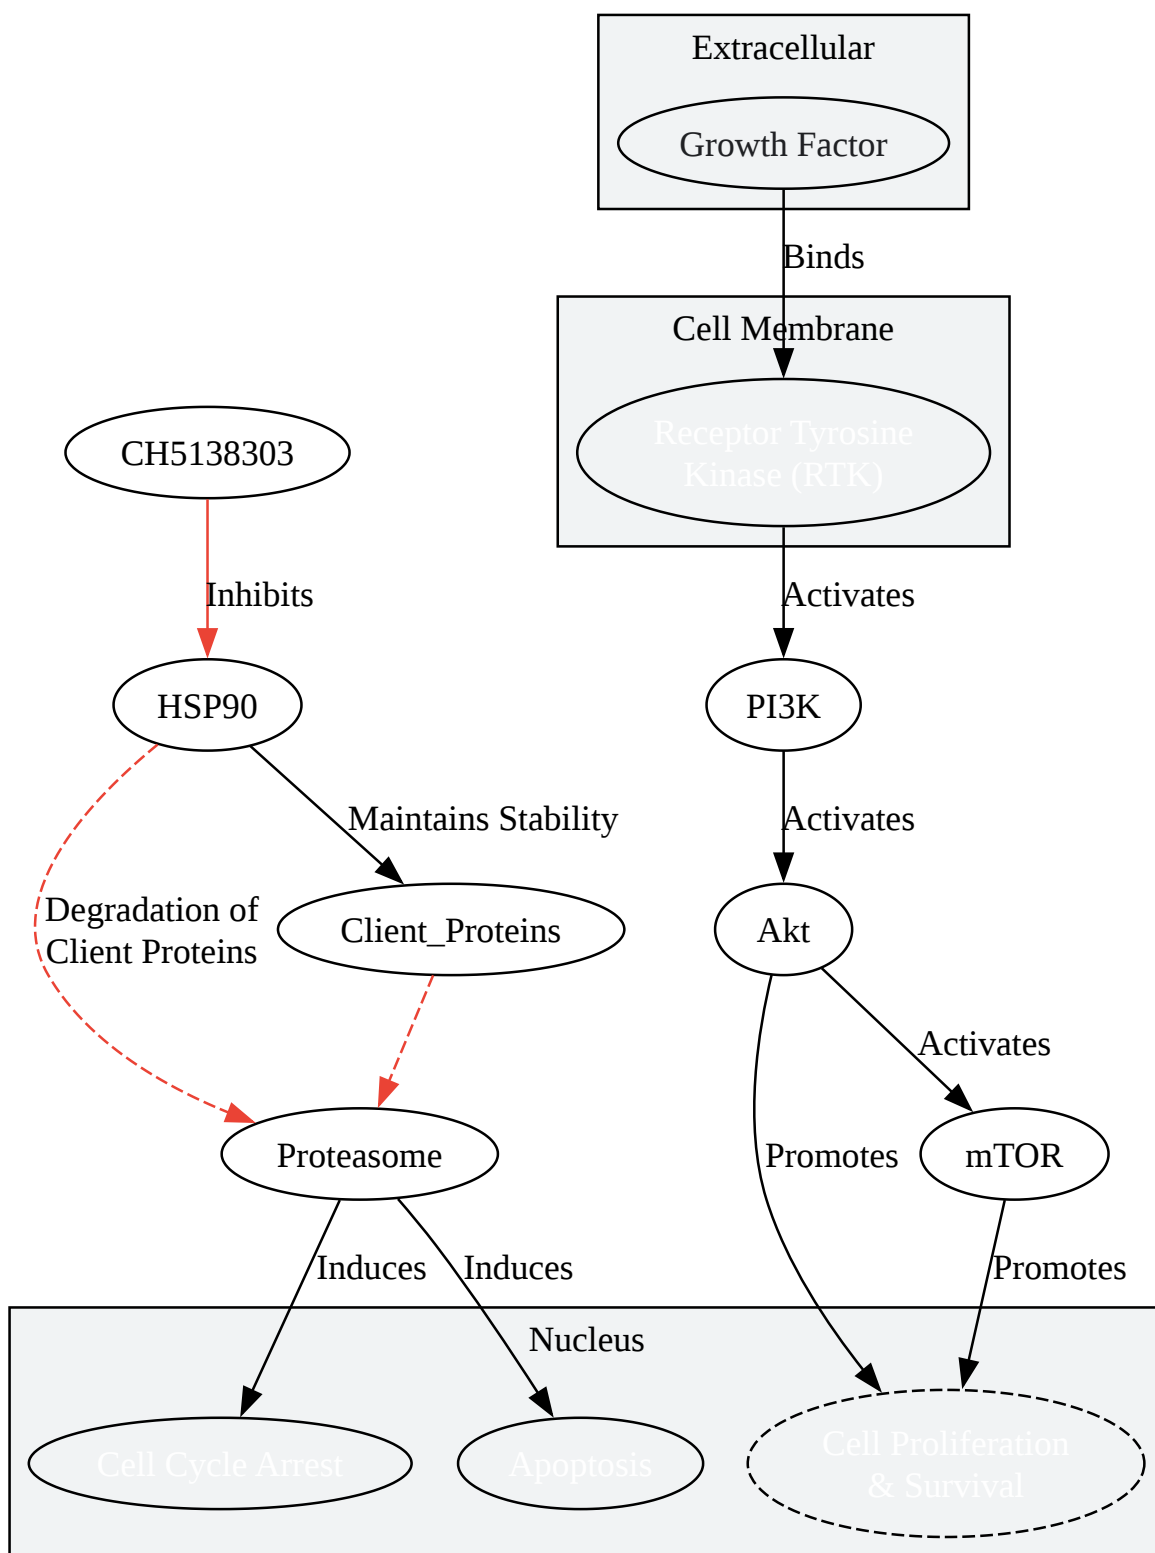 Extracellular
Growth Factor
Binds
Cell Membrane
Receptor Tyrosine
Kinase (RTK)
CH5138303
Inhibits
Activates
HSP90
PI3K
Maintains Stability
Activates
Degradation of
Client Proteins
Client_Proteins
Akt
Activates
Proteasome
Promotes
mTOR
Induces
Induces
Promotes
Nucleus
Cell Cycle Arrest
Apoptosis
Cell Proliferation
& Survival